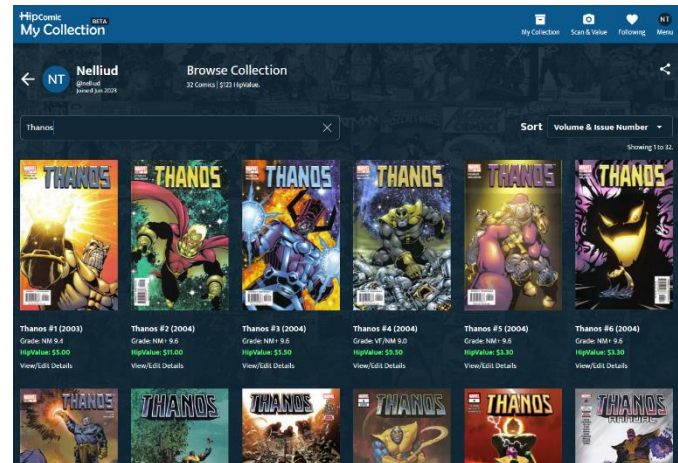 HipComic
BETA
My Collection
My Collection
Scan & Value
Following
NT
Menu
NT
Nelliud
@nelliud
Joined Jun 2023
Browse Collection
32 Comics | $123 HipValue.
Thanos
Sort
Volume & Issue Number
Showing 1 to 32.
THANOS
THANOS
THANOS
THANOS
THANOS
THANOS
Thanos #1 (2003)
Grade: NM 9.4
HipValue: $5.00
View/Edit Details
Thanos #2 (2004)
Grade: NM+ 9.6
HipValue: $11.00
View/Edit Details
Thanos #3 (2004)
Grade: NM+ 9.6
HipValue: $5.50
View/Edit Details
Thanos #4 (2004)
Grade: VF/NM 9.0
HipValue: $9.50
View/Edit Details
Thanos #5 (2004)
Grade: NM+ 9.6
HipValue: $3.30
View/Edit Details
Thanos #6 (2004)
Grade: NM+ 9.6
HipValue: $3.30
View/Edit Details
THANOS
THANOS
THANOS
THANOS
THANOS
THANOS
ANNUAL